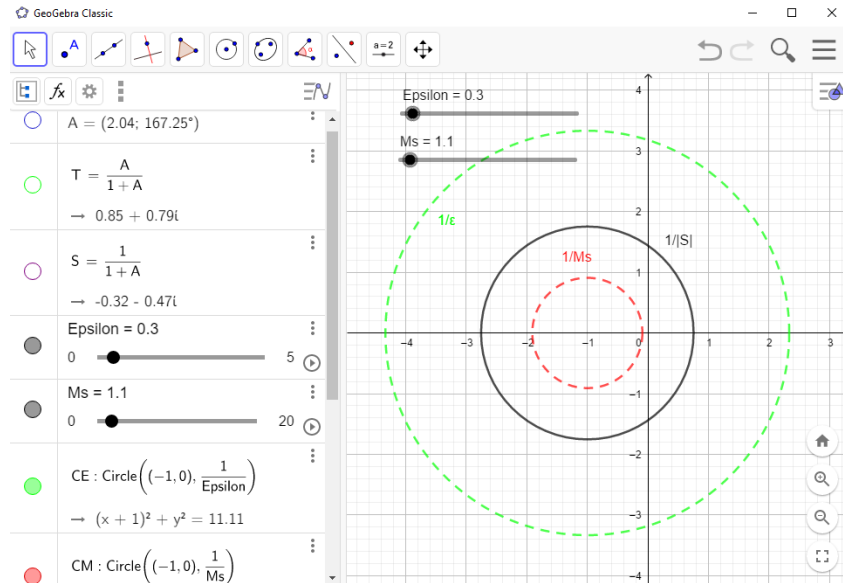 GeoGebra Classic
A
a=2
fx
A = (2.04; 167.25°)
T = A / (1 + A)
→ 0.85 + 0.79ί
S = 1 / (1 + A)
→ -0.32 - 0.47ί
Epsilon = 0.3
0 5
Ms = 1.1
0 20
CE : Circle((−1, 0), 1 / Epsilon)
→ (x + 1)² + y² = 11.11
CM : Circle((−1, 0), 1 / Ms)
Epsilon = 0.3
Ms = 1.1
1/ε
1/Ms
1/|S|
4
3
2
1
−4 −3 −2 −1 0 1 2 3
−1
−2
−3
−4